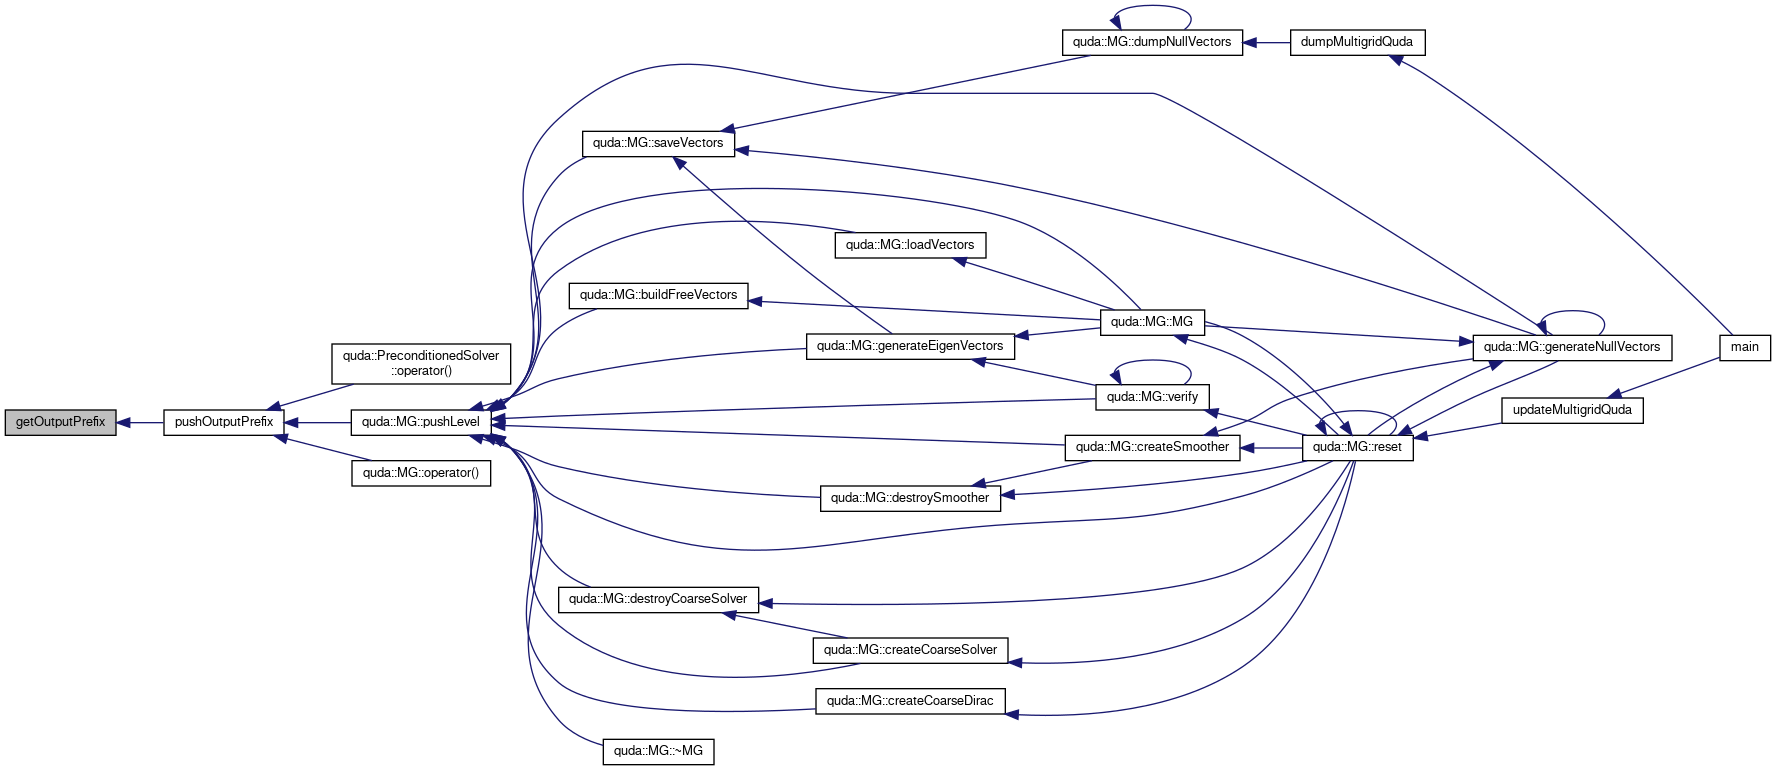 quda::MG::dumpNullVectors
dumpMultigridQuda
quda::MG::saveVectors
quda::MG::loadVectors
quda::MG::buildFreeVectors
quda::MG::MG
quda::MG::generateEigenVectors
quda::MG::generateNullVectors
main
quda::PreconditionedSolver
::operator()
quda::MG::verify
updateMultigridQuda
getOutputPrefix
pushOutputPrefix
quda::MG::pushLevel
quda::MG::createSmoother
quda::MG::reset
quda::MG::operator()
quda::MG::destroySmoother
quda::MG::destroyCoarseSolver
quda::MG::createCoarseSolver
quda::MG::createCoarseDirac
quda::MG::~MG